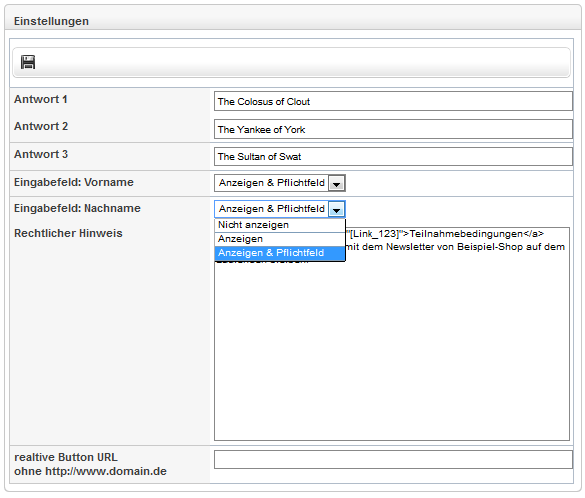 Einstellungen
Antwort 1
The Colosus of Clout
Antwort 2
The Yankee of York
Antwort 3
The Sultan of Swat
Eingabefeld: Vorname
Anzeigen & Pflichtfeld
Eingabefeld: Nachname
Anzeigen & Pflichtfeld
Nicht anzeigen
Anzeigen
Anzeigen & Pflichtfeld
Rechtlicher Hinweis
"[Link_123]">Teilnahmebedingungen</a>
mit dem Newsletter von Beispiel-Shop auf dem
realtive Button URL
ohne http://www.domain.de